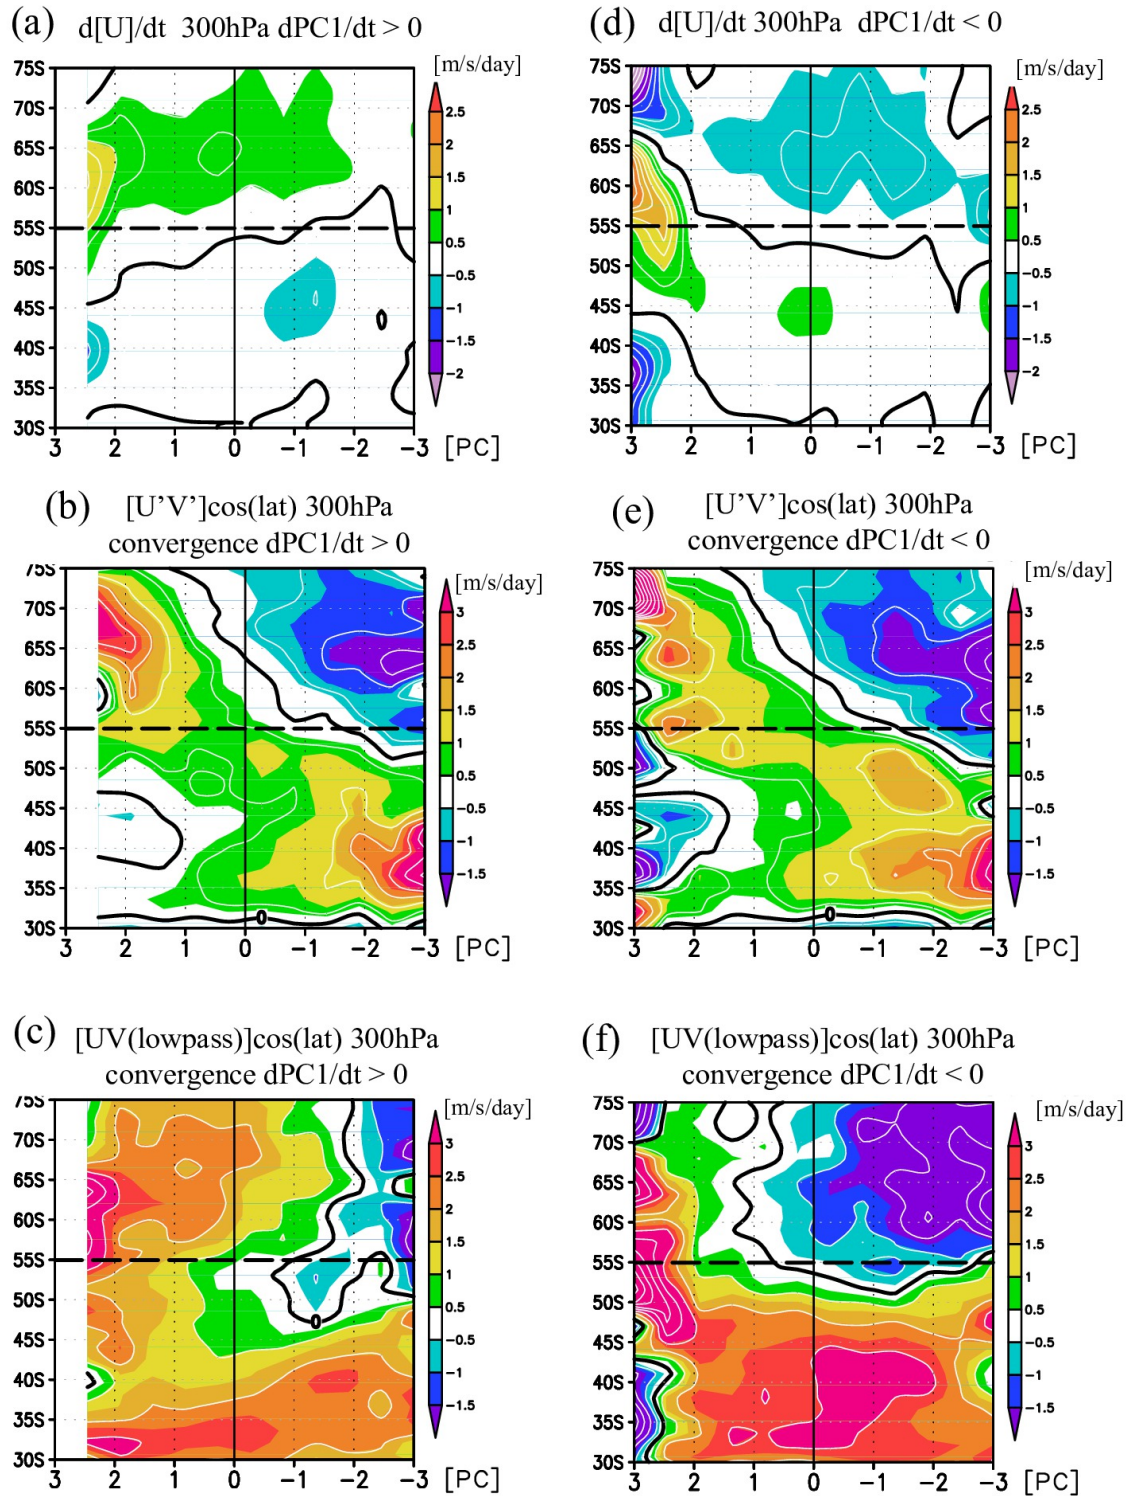 (a) d[U]/dt 300hPa dPC1/dt > 0
[m/s/day]
75S
70S
65S
60S
55S
50S
45S
40S
35S
30S
2.5
2
1.5
1
0.5
−0.5
−1
−1.5
−2
3 2 1 0 −1 −2 −3 [PC]
(d) d[U]/dt 300hPa dPC1/dt < 0
[m/s/day]
75S
70S
65S
60S
55S
50S
45S
40S
35S
30S
2.5
2
1.5
1
0.5
−0.5
−1
−1.5
−2
3 2 1 0 −1 −2 −3 [PC]
(b) [U’V’]cos(lat) 300hPa
convergence dPC1/dt > 0
[m/s/day]
75S
70S
65S
60S
55S
50S
45S
40S
35S
30S
0
3
2.5
2
1.5
1
0.5
−0.5
−1
−1.5
3 2 1 0 −1 −2 −3 [PC]
(e) [U’V’]cos(lat) 300hPa
convergence dPC1/dt < 0
[m/s/day]
75S
70S
65S
60S
55S
50S
45S
40S
35S
30S
0
3
2.5
2
1.5
1
0.5
−0.5
−1
−1.5
3 2 1 0 −1 −2 −3 [PC]
(c) [UV(lowpass)]cos(lat) 300hPa
convergence dPC1/dt > 0
[m/s/day]
75S
70S
65S
60S
55S
50S
45S
40S
35S
30S
0
3
2.5
2
1.5
1
0.5
−0.5
−1
−1.5
3 2 1 0 −1 −2 −3 [PC]
(f) [UV(lowpass)]cos(lat) 300hPa
convergence dPC1/dt < 0
[m/s/day]
75S
70S
65S
60S
55S
50S
45S
40S
35S
30S
3
2.5
2
1.5
1
0.5
−0.5
−1
−1.5
3 2 1 0 −1 −2 −3 [PC]